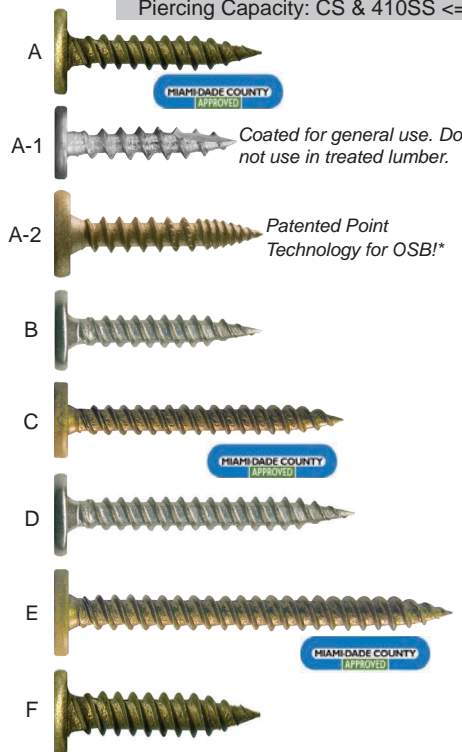 Piercing Capacity: CS & 410SS <=
A
MIAMI-DADE COUNTY
APPROVED
A-1
Coated for general use. Do
not use in treated lumber.
A-2
Patented Point
Technology for OSB!*
B
C
MIAMI-DADE COUNTY
APPROVED
D
E
MIAMI-DADE COUNTY
APPROVED
F